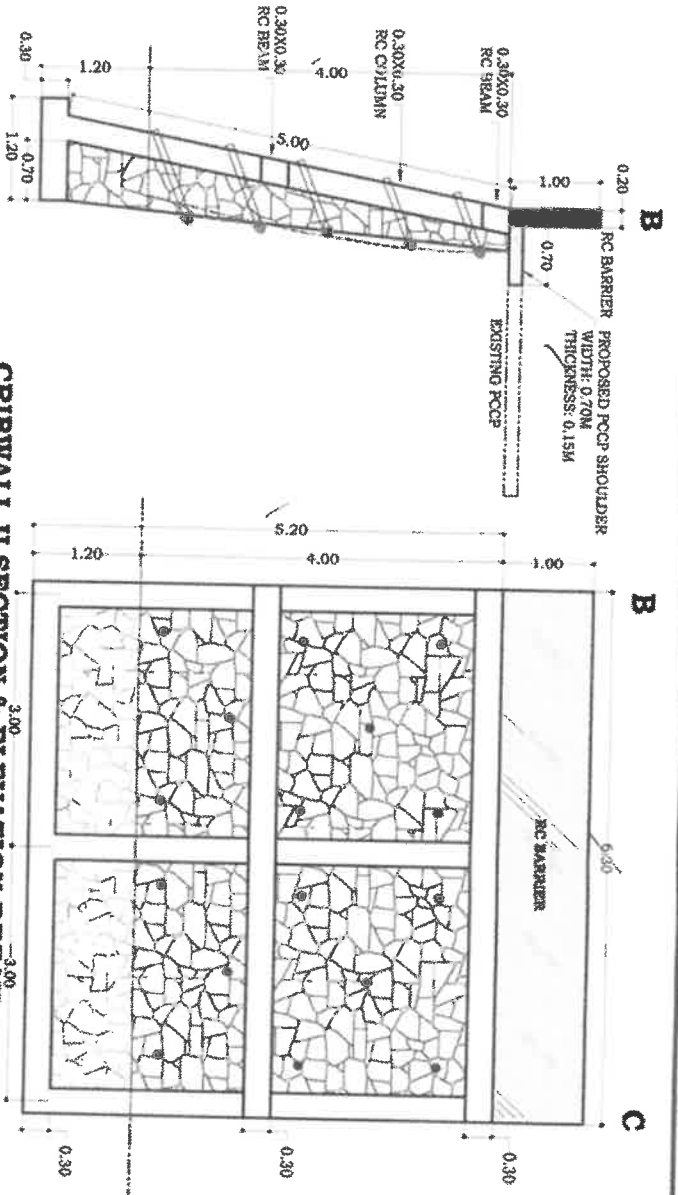 B
0.20
1.00
RC BARRIER
0.70
PROPOSED PCCP SHOULDER
WIDTH: 0.70M
THICKNESS: 0.15M
EXISTING PCCP
0.30X0.30
RC BEAM
0.30X0.30
RC COLUMN
0.30X0.30
RC BEAM
4.00
5.00
1.20
0.30
0.70
1.20
B
C
6.30
RC BARRIER
1.00
4.00
5.20
1.20
3.00
3.00
0.30
0.30
0.30